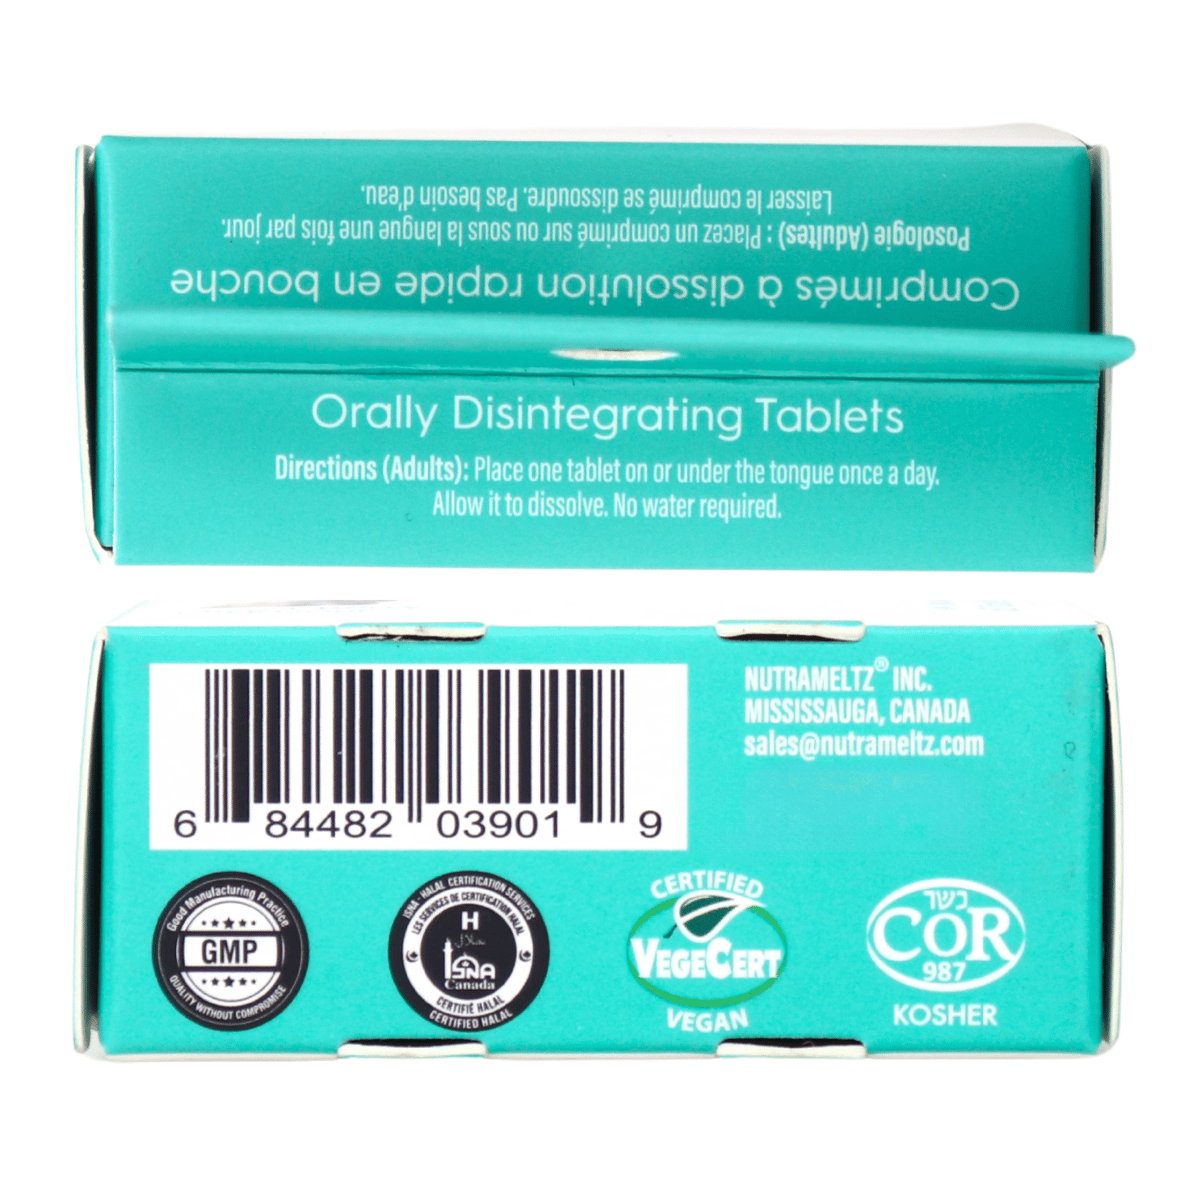 Comprimés à dissolution rapide en bouche
Posologie (Adultes) : Placez un comprimé sur ou sous la langue une fois par jour.
Laisser le comprimé se dissoudre. Pas besoin d'eau.
Orally Disintegrating Tablets
Directions (Adults): Place one tablet on or under the tongue once a day.
Allow it to dissolve. No water required.
NUTRAMELTZ® INC.
MISSISSAUGA, CANADA
sales@nutrameltz.com
6 84482 03901 9
Good Manufacturing Practice
GMP
QUALITY WITHOUT COMPROMISE
ISNA - HALAL CERTIFICATION SERVICES
LES SERVICES DE CERTIFICATION HALAL
H
حلال
ISNA
Canada
CERTIFIÉ HALAL
CERTIFIED HALAL
CERTIFIED
VEGECERT
VEGAN
כשר
COR
987
KOSHER